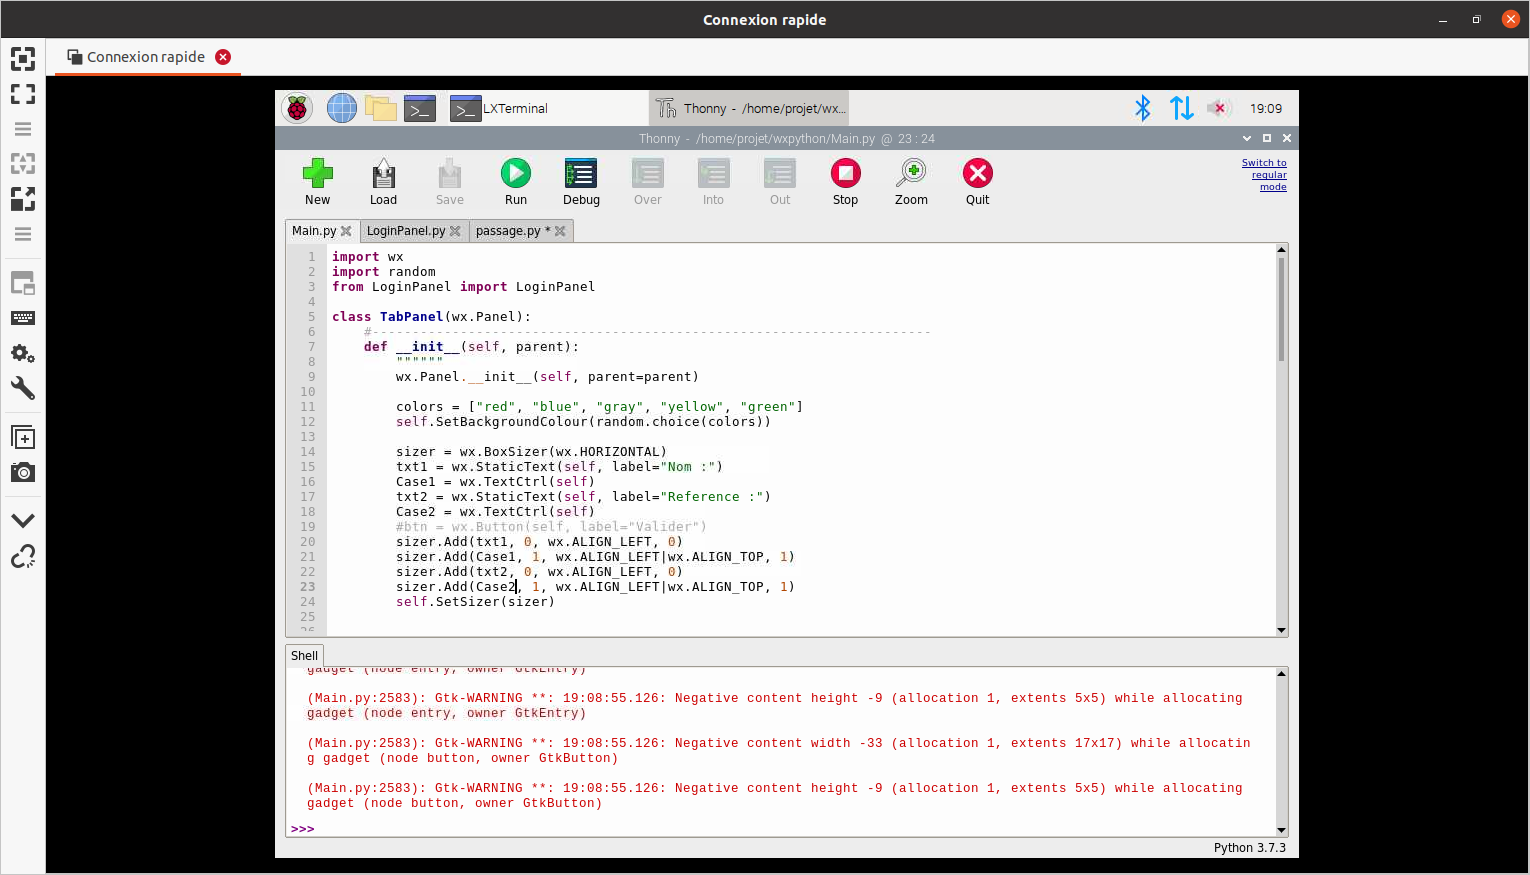 Connexion rapide
Connexion rapide
LXTerminal
Thonny - /home/projet/wx...
19:09
Thonny - /home/projet/wxpython/Main.py @ 23 : 24
Switch to
regular
mode
New Load Save Run Debug Over Into Out Stop Zoom Quit
Main.py LoginPanel.py passage.py *
1 import wx
2 import random
3 from LoginPanel import LoginPanel
4
5 class TabPanel(wx.Panel):
6 #----------------------------------------------------------------------
7 def __init__(self, parent):
8 """"""
9 wx.Panel.__init__(self, parent=parent)
10
11 colors = ["red", "blue", "gray", "yellow", "green"]
12 self.SetBackgroundColour(random.choice(colors))
13
14 sizer = wx.BoxSizer(wx.HORIZONTAL)
15 txt1 = wx.StaticText(self, label="Nom :")
16 Case1 = wx.TextCtrl(self)
17 txt2 = wx.StaticText(self, label="Reference :")
18 Case2 = wx.TextCtrl(self)
19 #btn = wx.Button(self, label="Valider")
20 sizer.Add(txt1, 0, wx.ALIGN_LEFT, 0)
21 sizer.Add(Case1, 1, wx.ALIGN_LEFT|wx.ALIGN_TOP, 1)
22 sizer.Add(txt2, 0, wx.ALIGN_LEFT, 0)
23 sizer.Add(Case2, 1, wx.ALIGN_LEFT|wx.ALIGN_TOP, 1)
24 self.SetSizer(sizer)
25
26
Shell
gadget (node entry, owner GtkEntry)
(Main.py:2583): Gtk-WARNING **: 19:08:55.126: Negative content height -9 (allocation 1, extents 5x5) while allocating
gadget (node entry, owner GtkEntry)
(Main.py:2583): Gtk-WARNING **: 19:08:55.126: Negative content width -33 (allocation 1, extents 17x17) while allocatin
g gadget (node button, owner GtkButton)
(Main.py:2583): Gtk-WARNING **: 19:08:55.126: Negative content height -9 (allocation 1, extents 5x5) while allocating
gadget (node button, owner GtkButton)
>>>
Python 3.7.3